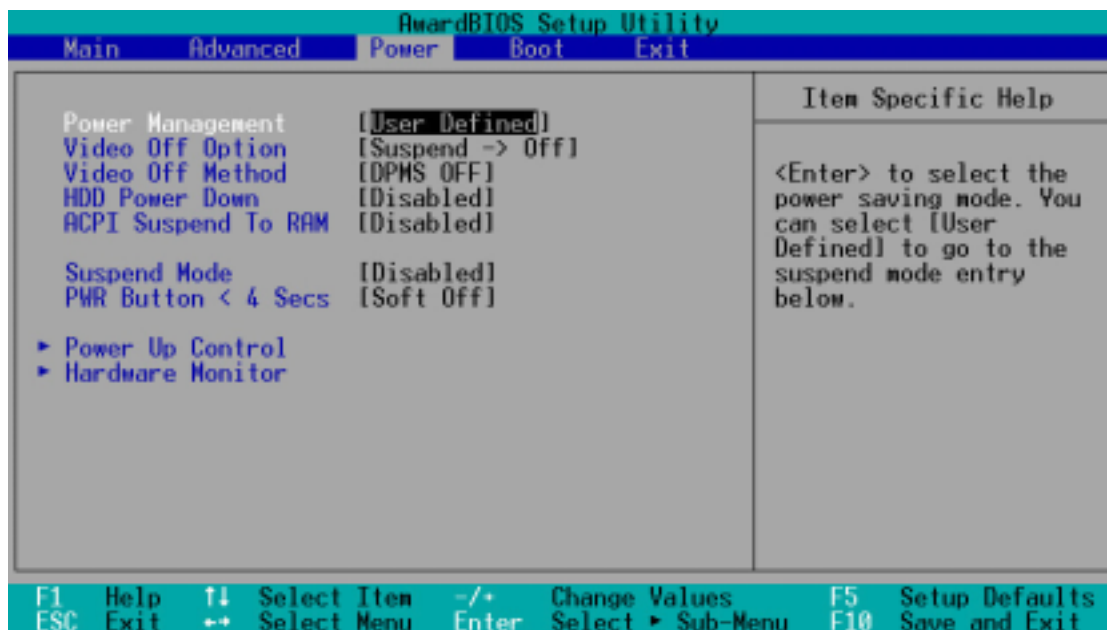 AwardBIOS Setup Utility
Main Advanced Power Boot Exit
Power Management [User Defined]
Video Off Option [Suspend -> Off]
Video Off Method [DPMS OFF]
HDD Power Down [Disabled]
ACPI Suspend To RAM [Disabled]
Suspend Mode [Disabled]
PWR Button < 4 Secs [Soft Off]
► Power Up Control
► Hardware Monitor
Item Specific Help
<Enter> to select the
power saving mode. You
can select [User
Defined] to go to the
suspend mode entry
below.
F1 Help ↑↓ Select Item -/+ Change Values F5 Setup Defaults
ESC Exit ←→ Select Menu Enter Select ► Sub-Menu F10 Save and Exit